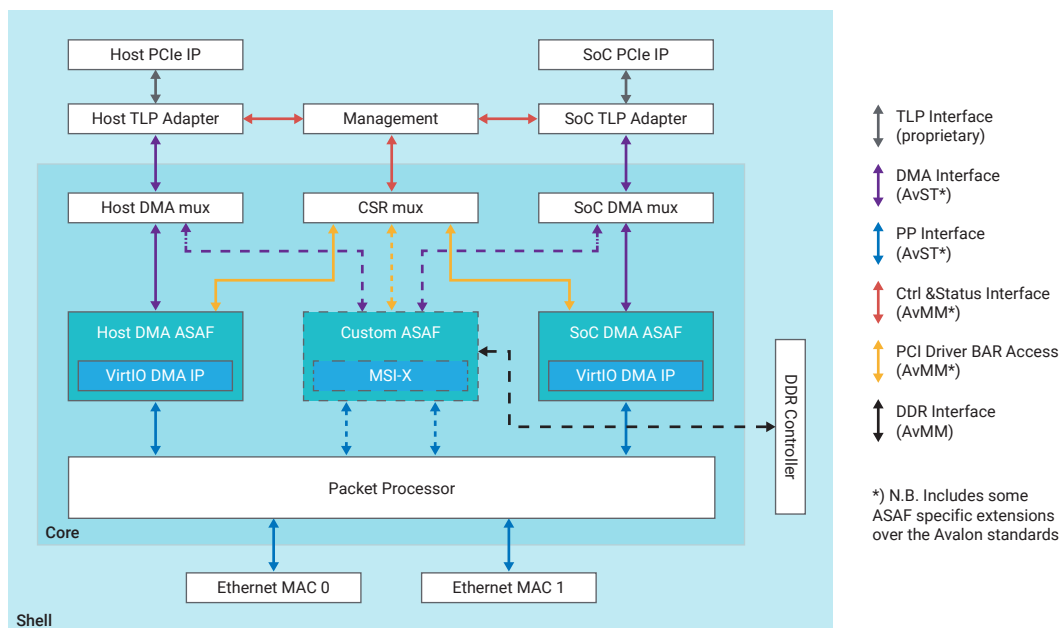 Host PCIe IP
SoC PCIe IP
Host TLP Adapter
Management
SoC TLP Adapter
Host DMA mux
CSR mux
SoC DMA mux
Host DMA ASAF
VirtIO DMA IP
Custom ASAF
MSI-X
SoC DMA ASAF
VirtIO DMA IP
DDR Controller
Packet Processor
Core
Ethernet MAC 0
Ethernet MAC 1
Shell
TLP Interface
(proprietary)
DMA Interface
(AvST*)
PP Interface
(AvST*)
Ctrl &Status Interface
(AvMM*)
PCI Driver BAR Access
(AvMM*)
DDR Interface
(AvMM)
*) N.B. Includes some
ASAF specific extensions
over the Avalon standards